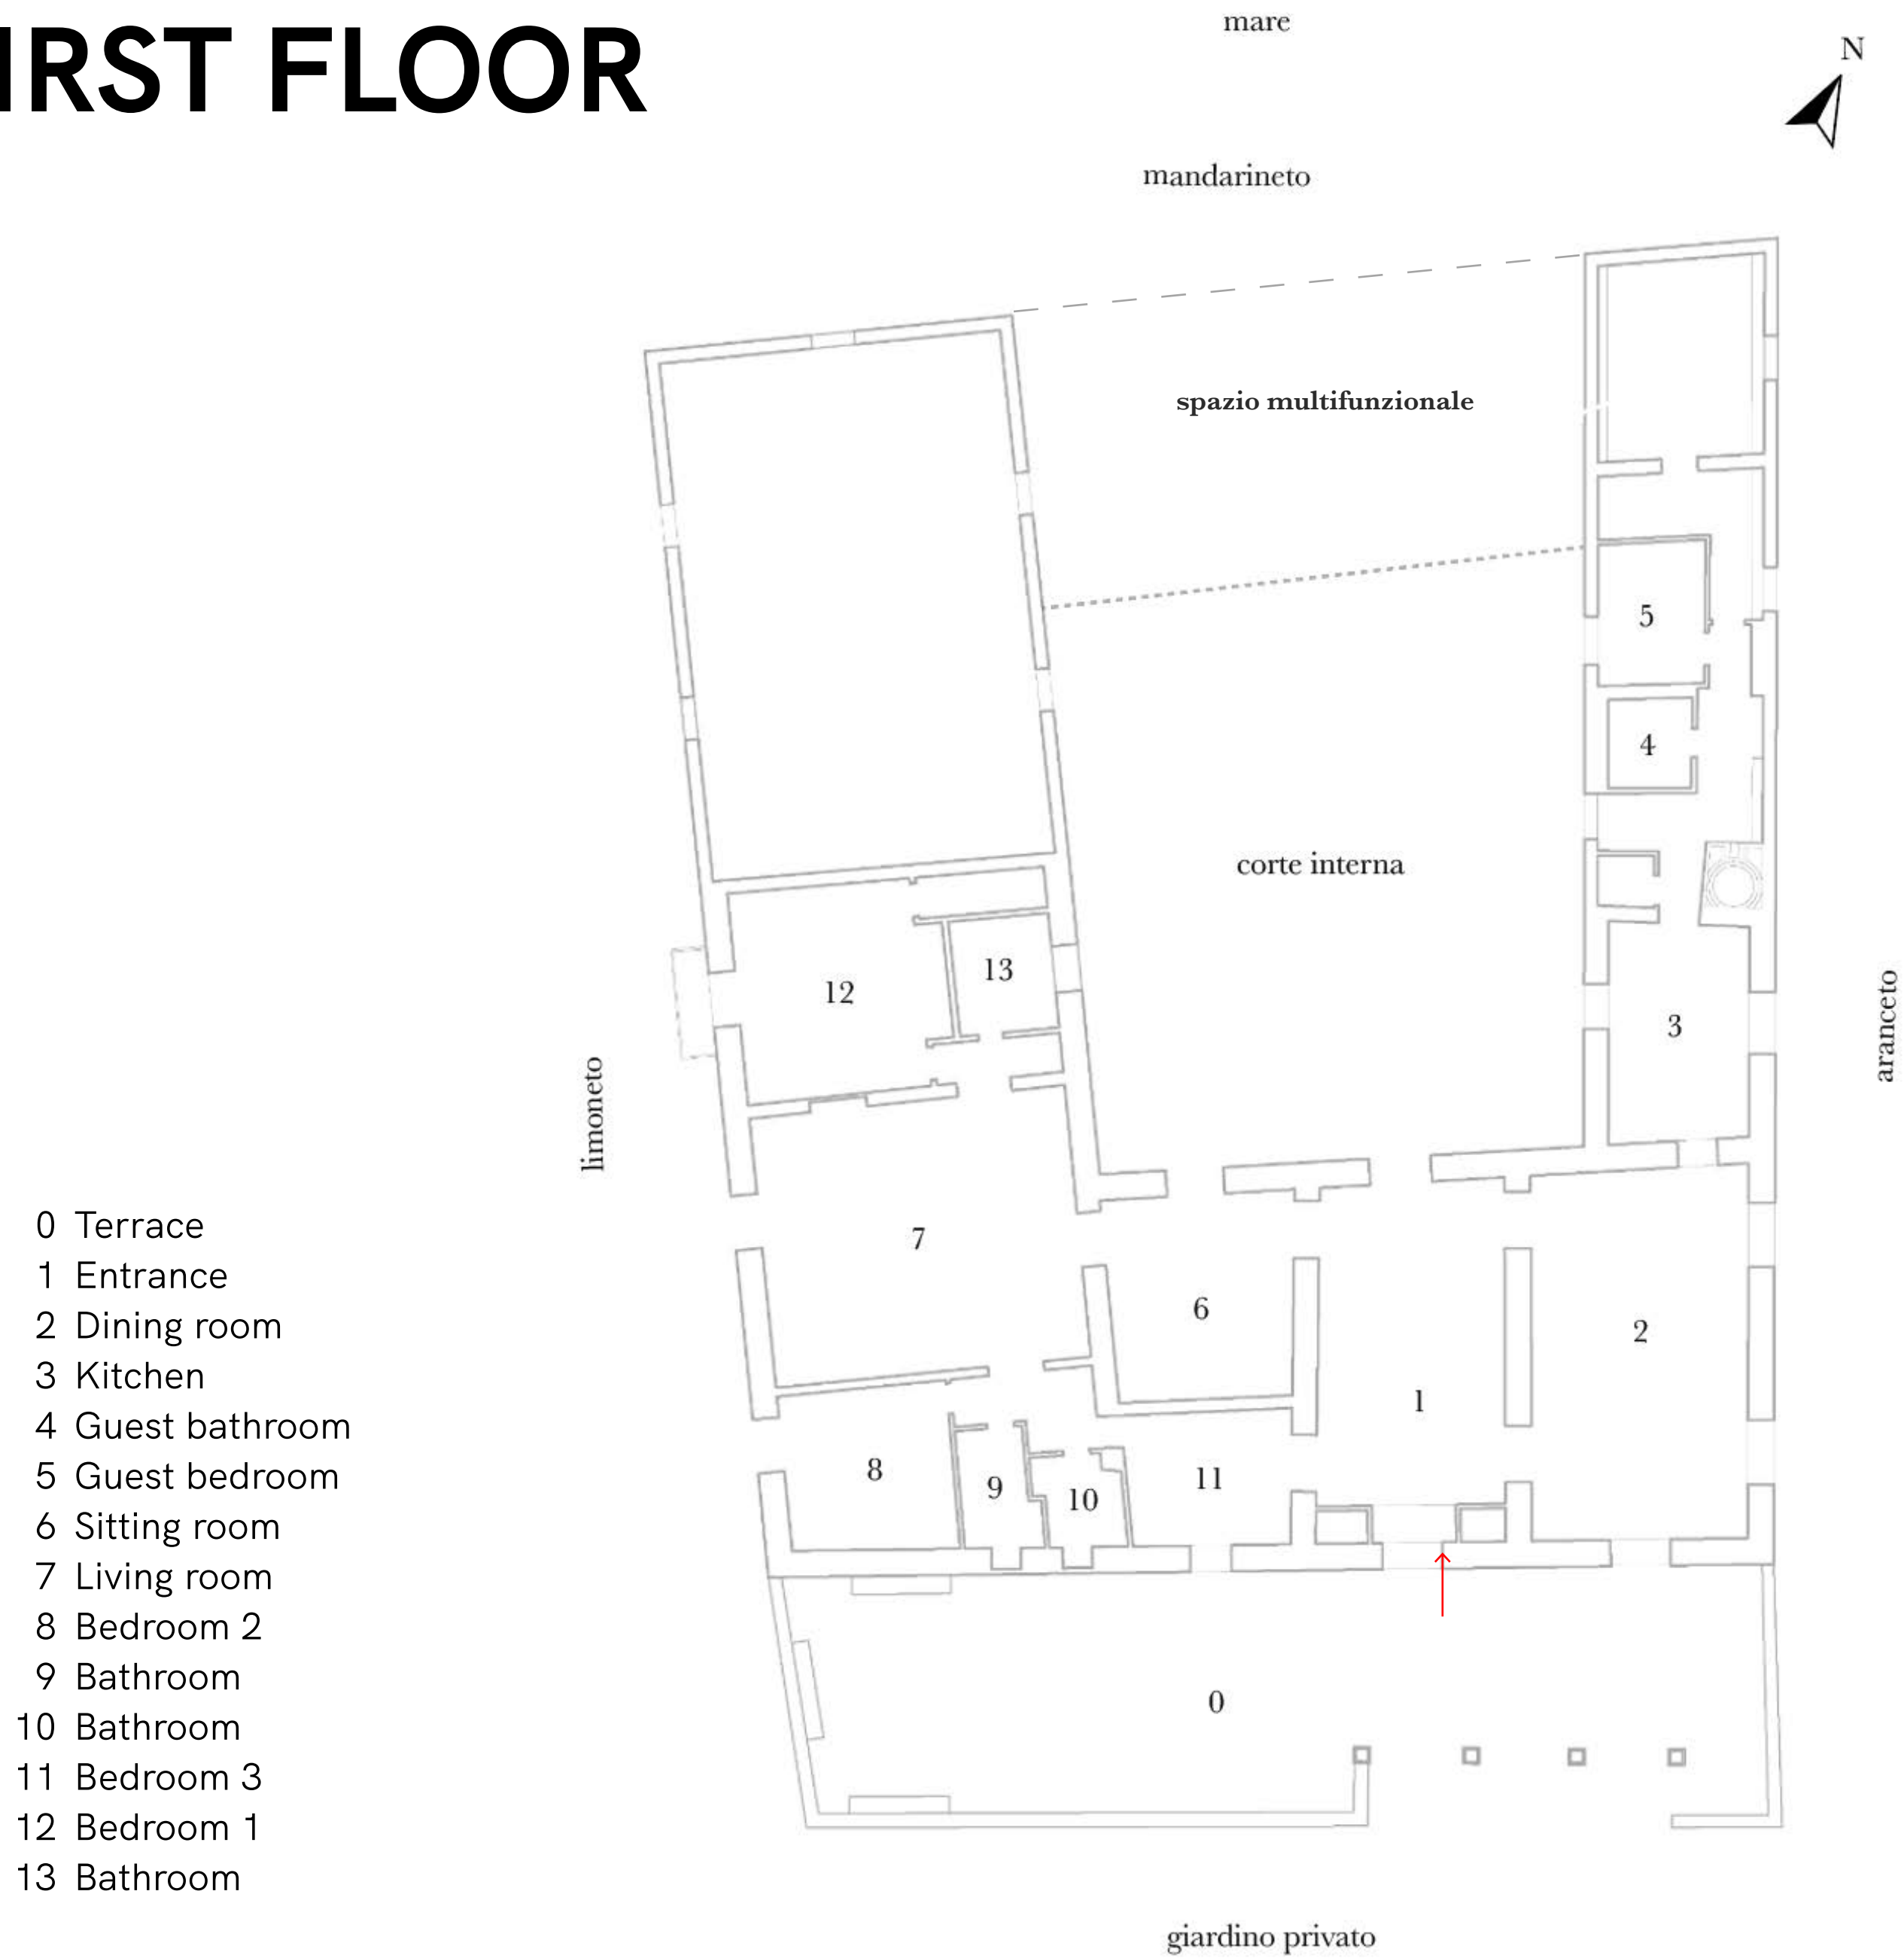 IRST FLOOR
mare
N
mandarineto
spazio multifunzionale
5
4
corte interna
13
12
3
aranceto
limoneto
7
6
2
1
8
9
10
11
0
giardino privato
0 Terrace
1 Entrance
2 Dining room
3 Kitchen
4 Guest bathroom
5 Guest bedroom
6 Sitting room
7 Living room
8 Bedroom 2
9 Bathroom
10 Bathroom
11 Bedroom 3
12 Bedroom 1
13 Bathroom